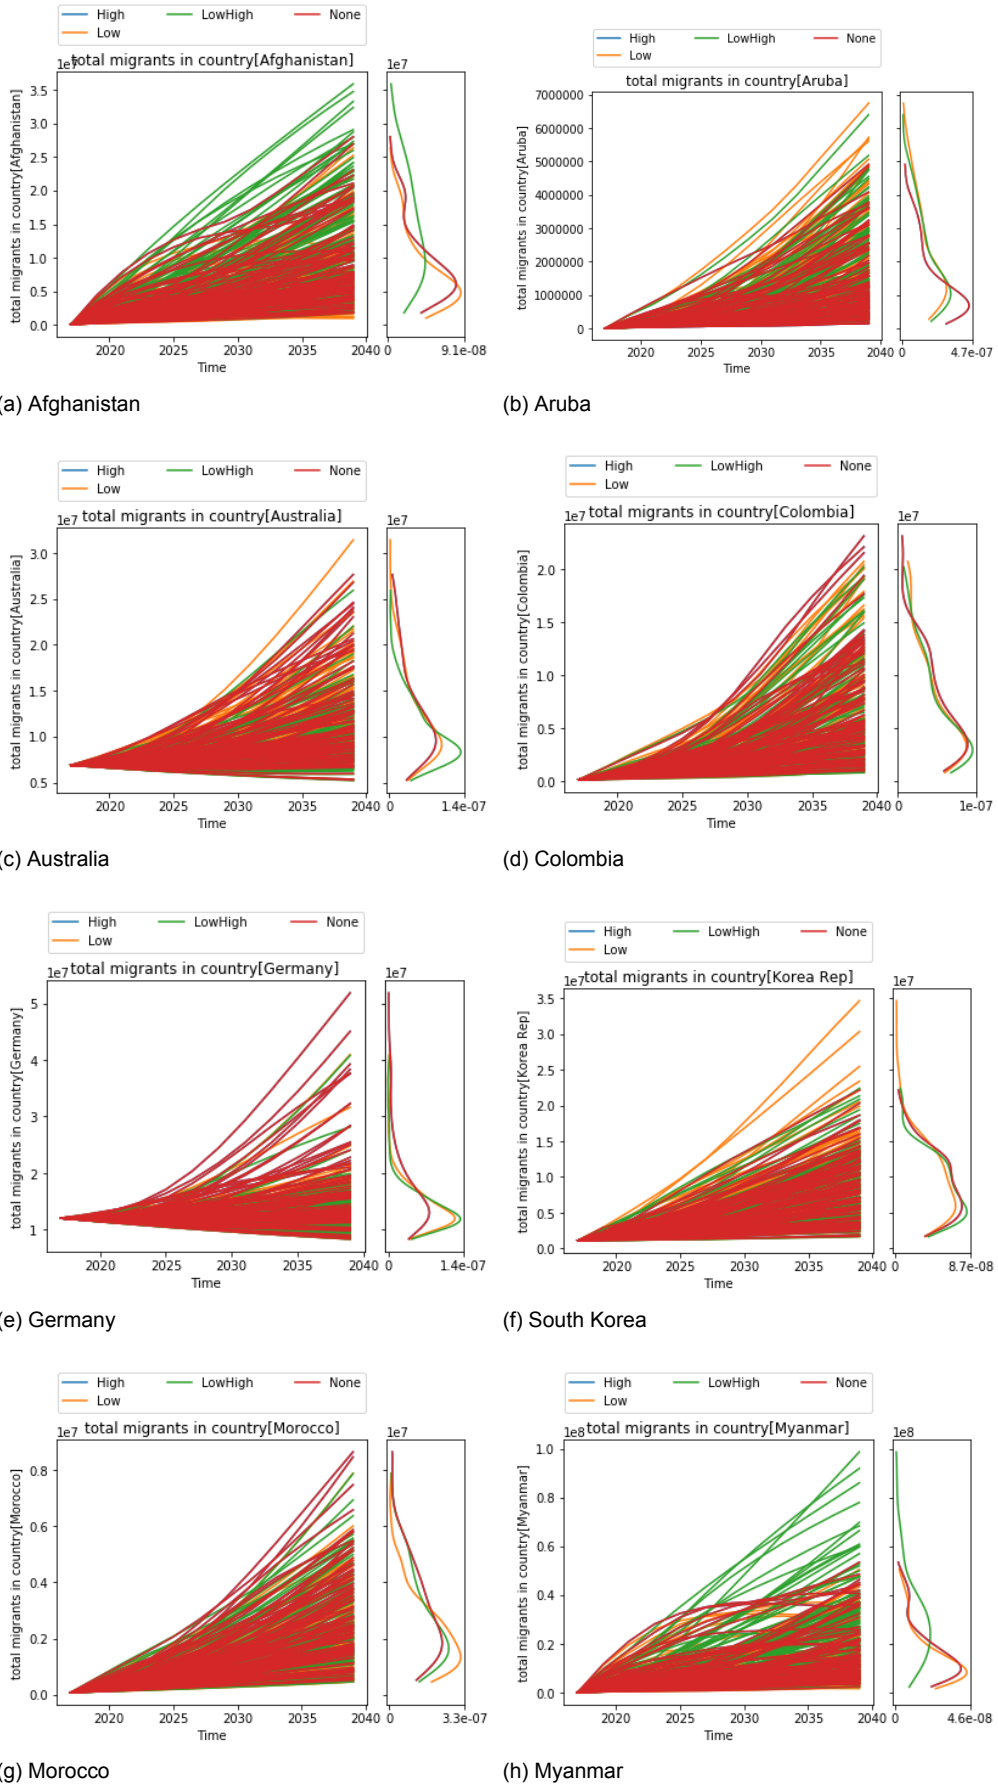 High LowHigh None
Low
total migrants in country[Afghanistan]
1e7
1e7
total migrants in country[Afghanistan]
3.5
3.0
2.5
2.0
1.5
1.0
0.5
0.0
2020 2025 2030 2035 2040 0 9.1e-08
Time
(a) Afghanistan
High LowHigh None
Low
total migrants in country[Aruba]
total migrants in country[Aruba]
7000000
6000000
5000000
4000000
3000000
2000000
1000000
0
2020 2025 2030 2035 2040 0 4.7e-07
Time
(b) Aruba
High LowHigh None
Low
1e7 total migrants in country[Australia] 1e7
total migrants in country[Australia]
3.0
2.5
2.0
1.5
1.0
0.5
2020 2025 2030 2035 2040 0 1.4e-07
Time
(c) Australia
High LowHigh None
Low
1e7 total migrants in country[Colombia] 1e7
total migrants in country[Colombia]
2.0
1.5
1.0
0.5
0.0
2020 2025 2030 2035 2040 0 1e-07
Time
(d) Colombia
High LowHigh None
Low
1e7 total migrants in country[Germany] 1e7
total migrants in country[Germany]
5
4
3
2
1
2020 2025 2030 2035 2040 0 1.4e-07
Time
(e) Germany
High LowHigh None
Low
1e7 total migrants in country[Korea Rep] 1e7
total migrants in country[Korea Rep]
3.5
3.0
2.5
2.0
1.5
1.0
0.5
0.0
2020 2025 2030 2035 2040 0 8.7e-08
Time
(f) South Korea
High LowHigh None
Low
1e7 total migrants in country[Morocco] 1e7
total migrants in country[Morocco]
0.8
0.6
0.4
0.2
0.0
2020 2025 2030 2035 2040 0 3.3e-07
Time
(g) Morocco
High LowHigh None
Low
1e8 total migrants in country[Myanmar] 1e8
total migrants in country[Myanmar]
1.0
0.8
0.6
0.4
0.2
0.0
2020 2025 2030 2035 2040 0 4.6e-08
Time
(h) Myanmar